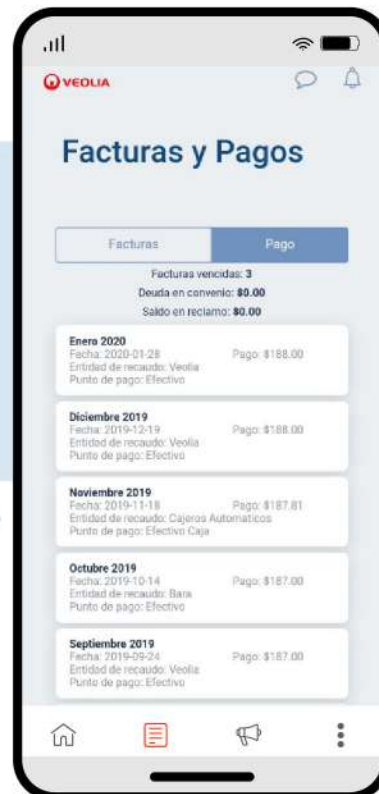 VEOLIA
Facturas y Pagos
Facturas Pago
Facturas vencidas: 3
Deuda en convenio: $0.00
Saldo en reclamo: $0.00
Enero 2020
Fecha: 2020-01-28 Pago: $188.00
Entidad de recaudo: Veolia
Punto de pago: Efectivo
Diciembre 2019
Fecha: 2019-12-19 Pago: $188.00
Entidad de recaudo: Veolia
Punto de pago: Efectivo
Noviembre 2019
Fecha: 2019-11-18 Pago: $187.81
Entidad de recaudo: Cajeros Automaticos
Punto de pago: Efectivo Caja
Octubre 2019
Fecha: 2019-10-14 Pago: $187.00
Entidad de recaudo: Bara
Punto de pago: Efectivo
Septiembre 2019
Fecha: 2019-09-24 Pago: $187.00
Entidad de recaudo: Veolia
Punto de pago: Efectivo